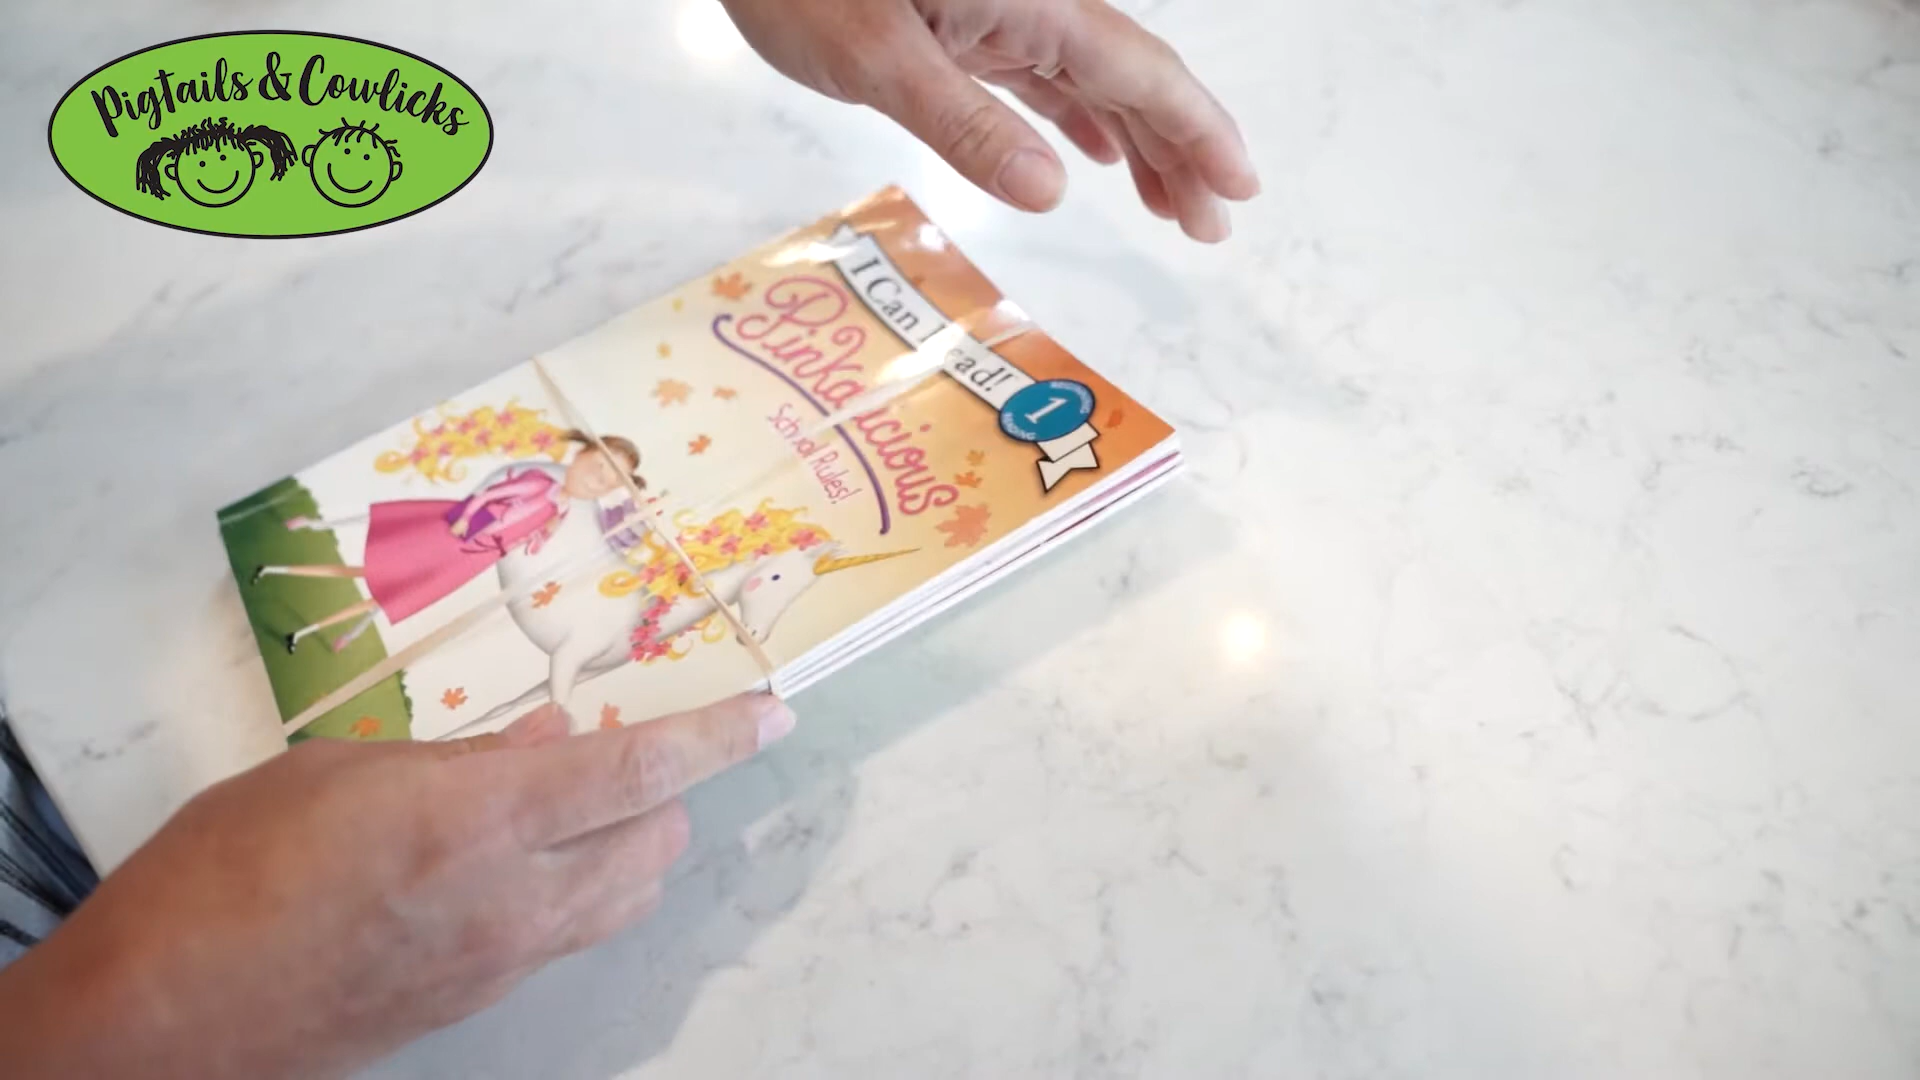 Pigtails & Cowlicks
I Can Read!
1
Pinkalicious
School Rules!